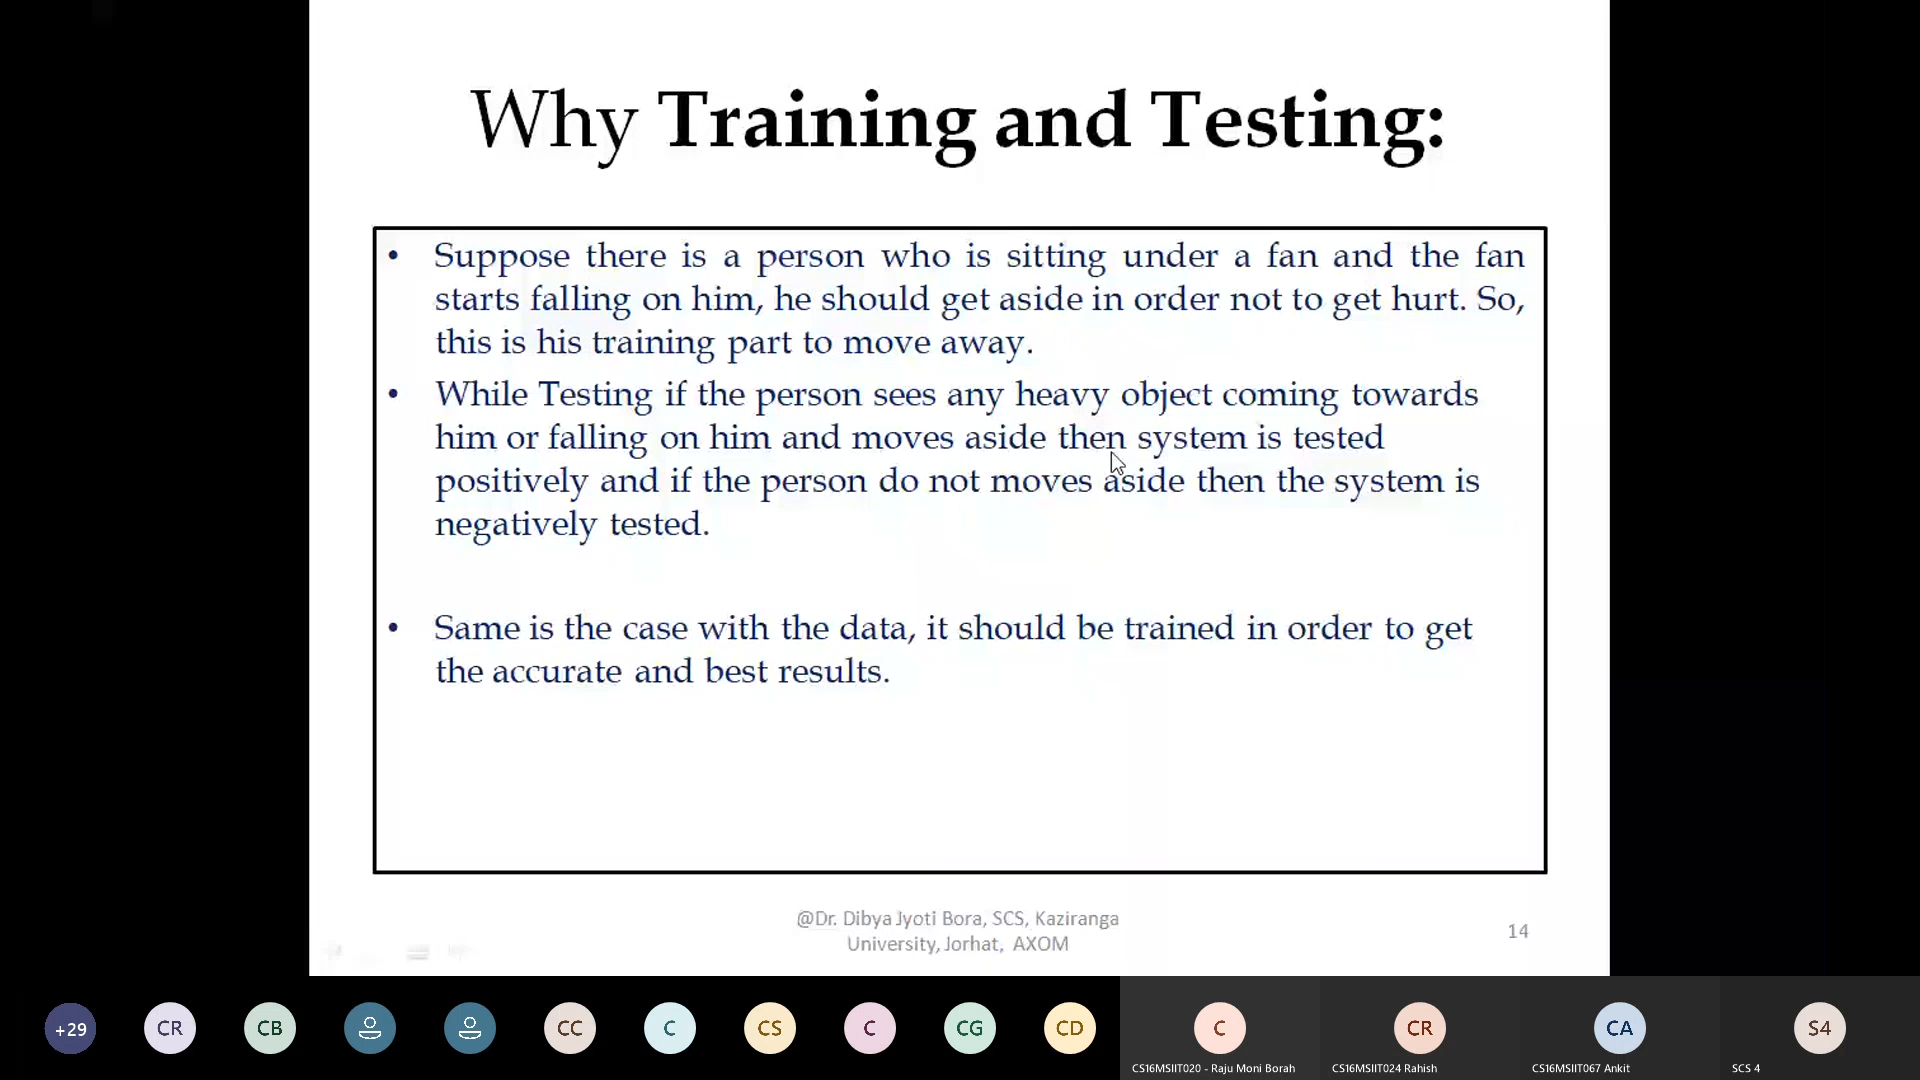 Why Training and Testing:
• Suppose there is a person who is sitting under a fan and the fan
starts falling on him, he should get aside in order not to get hurt. So,
this is his training part to move away.
• While Testing if the person sees any heavy object coming towards
him or falling on him and moves aside then system is tested
positively and if the person do not moves aside then the system is
negatively tested.
• Same is the case with the data, it should be trained in order to get
the accurate and best results.
@Dr. Dibya Jyoti Bora, SCS, Kaziranga
University, Jorhat, AXOM
14
+29 CR CB CC C CS C CG CD C CR CA S4
CS16MSIIT020 - Raju Moni Borah CS16MSIIT024 Rahish CS16MSIIT067 Ankit SCS 4